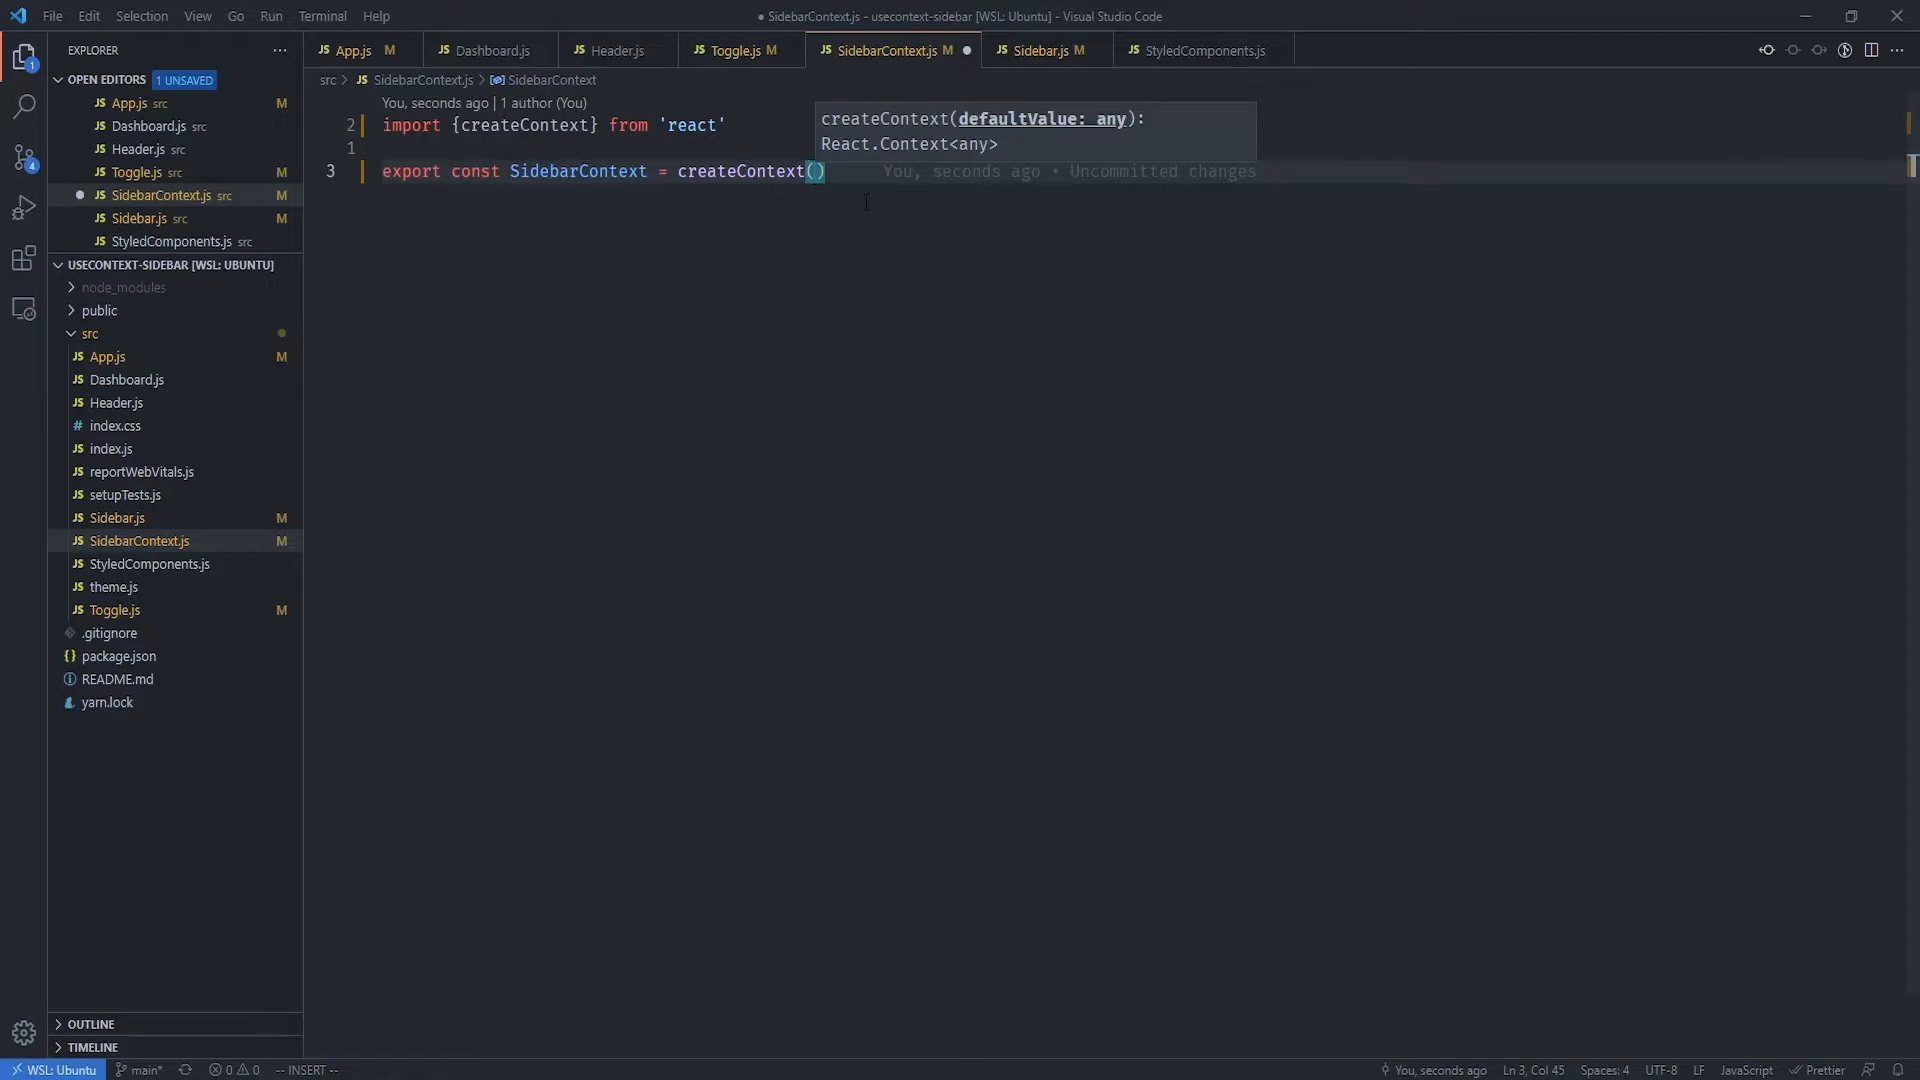 File Edit Selection View Go Run Terminal Help
● SidebarContext.js - usecontext-sidebar [WSL: Ubuntu] - Visual Studio Code
EXPLORER
OPEN EDITORS 1 UNSAVED
JS App.js src M
JS Dashboard.js src
JS Header.js src
JS Toggle.js src M
JS SidebarContext.js src M
JS Sidebar.js src M
JS StyledComponents.js src
USECONTEXT-SIDEBAR [WSL: UBUNTU]
node_modules
public
src
JS App.js M
JS Dashboard.js
JS Header.js
# index.css
JS index.js
JS reportWebVitals.js
JS setupTests.js
JS Sidebar.js M
JS SidebarContext.js M
JS StyledComponents.js
JS theme.js
JS Toggle.js M
.gitignore
{} package.json
README.md
yarn.lock
OUTLINE
TIMELINE
1
4
JS App.js M JS Dashboard.js JS Header.js JS Toggle.js M JS SidebarContext.js M JS Sidebar.js M JS StyledComponents.js
src > JS SidebarContext.js > SidebarContext
You, seconds ago | 1 author (You)
2 import {createContext} from 'react'
1
3 export const SidebarContext = createContext() You, seconds ago • Uncommitted changes
createContext(defaultValue: any):
React.Context<any>
WSL: Ubuntu main* 0 0 -- INSERT -- You, seconds ago Ln 3, Col 45 Spaces: 4 UTF-8 LF JavaScript Prettier